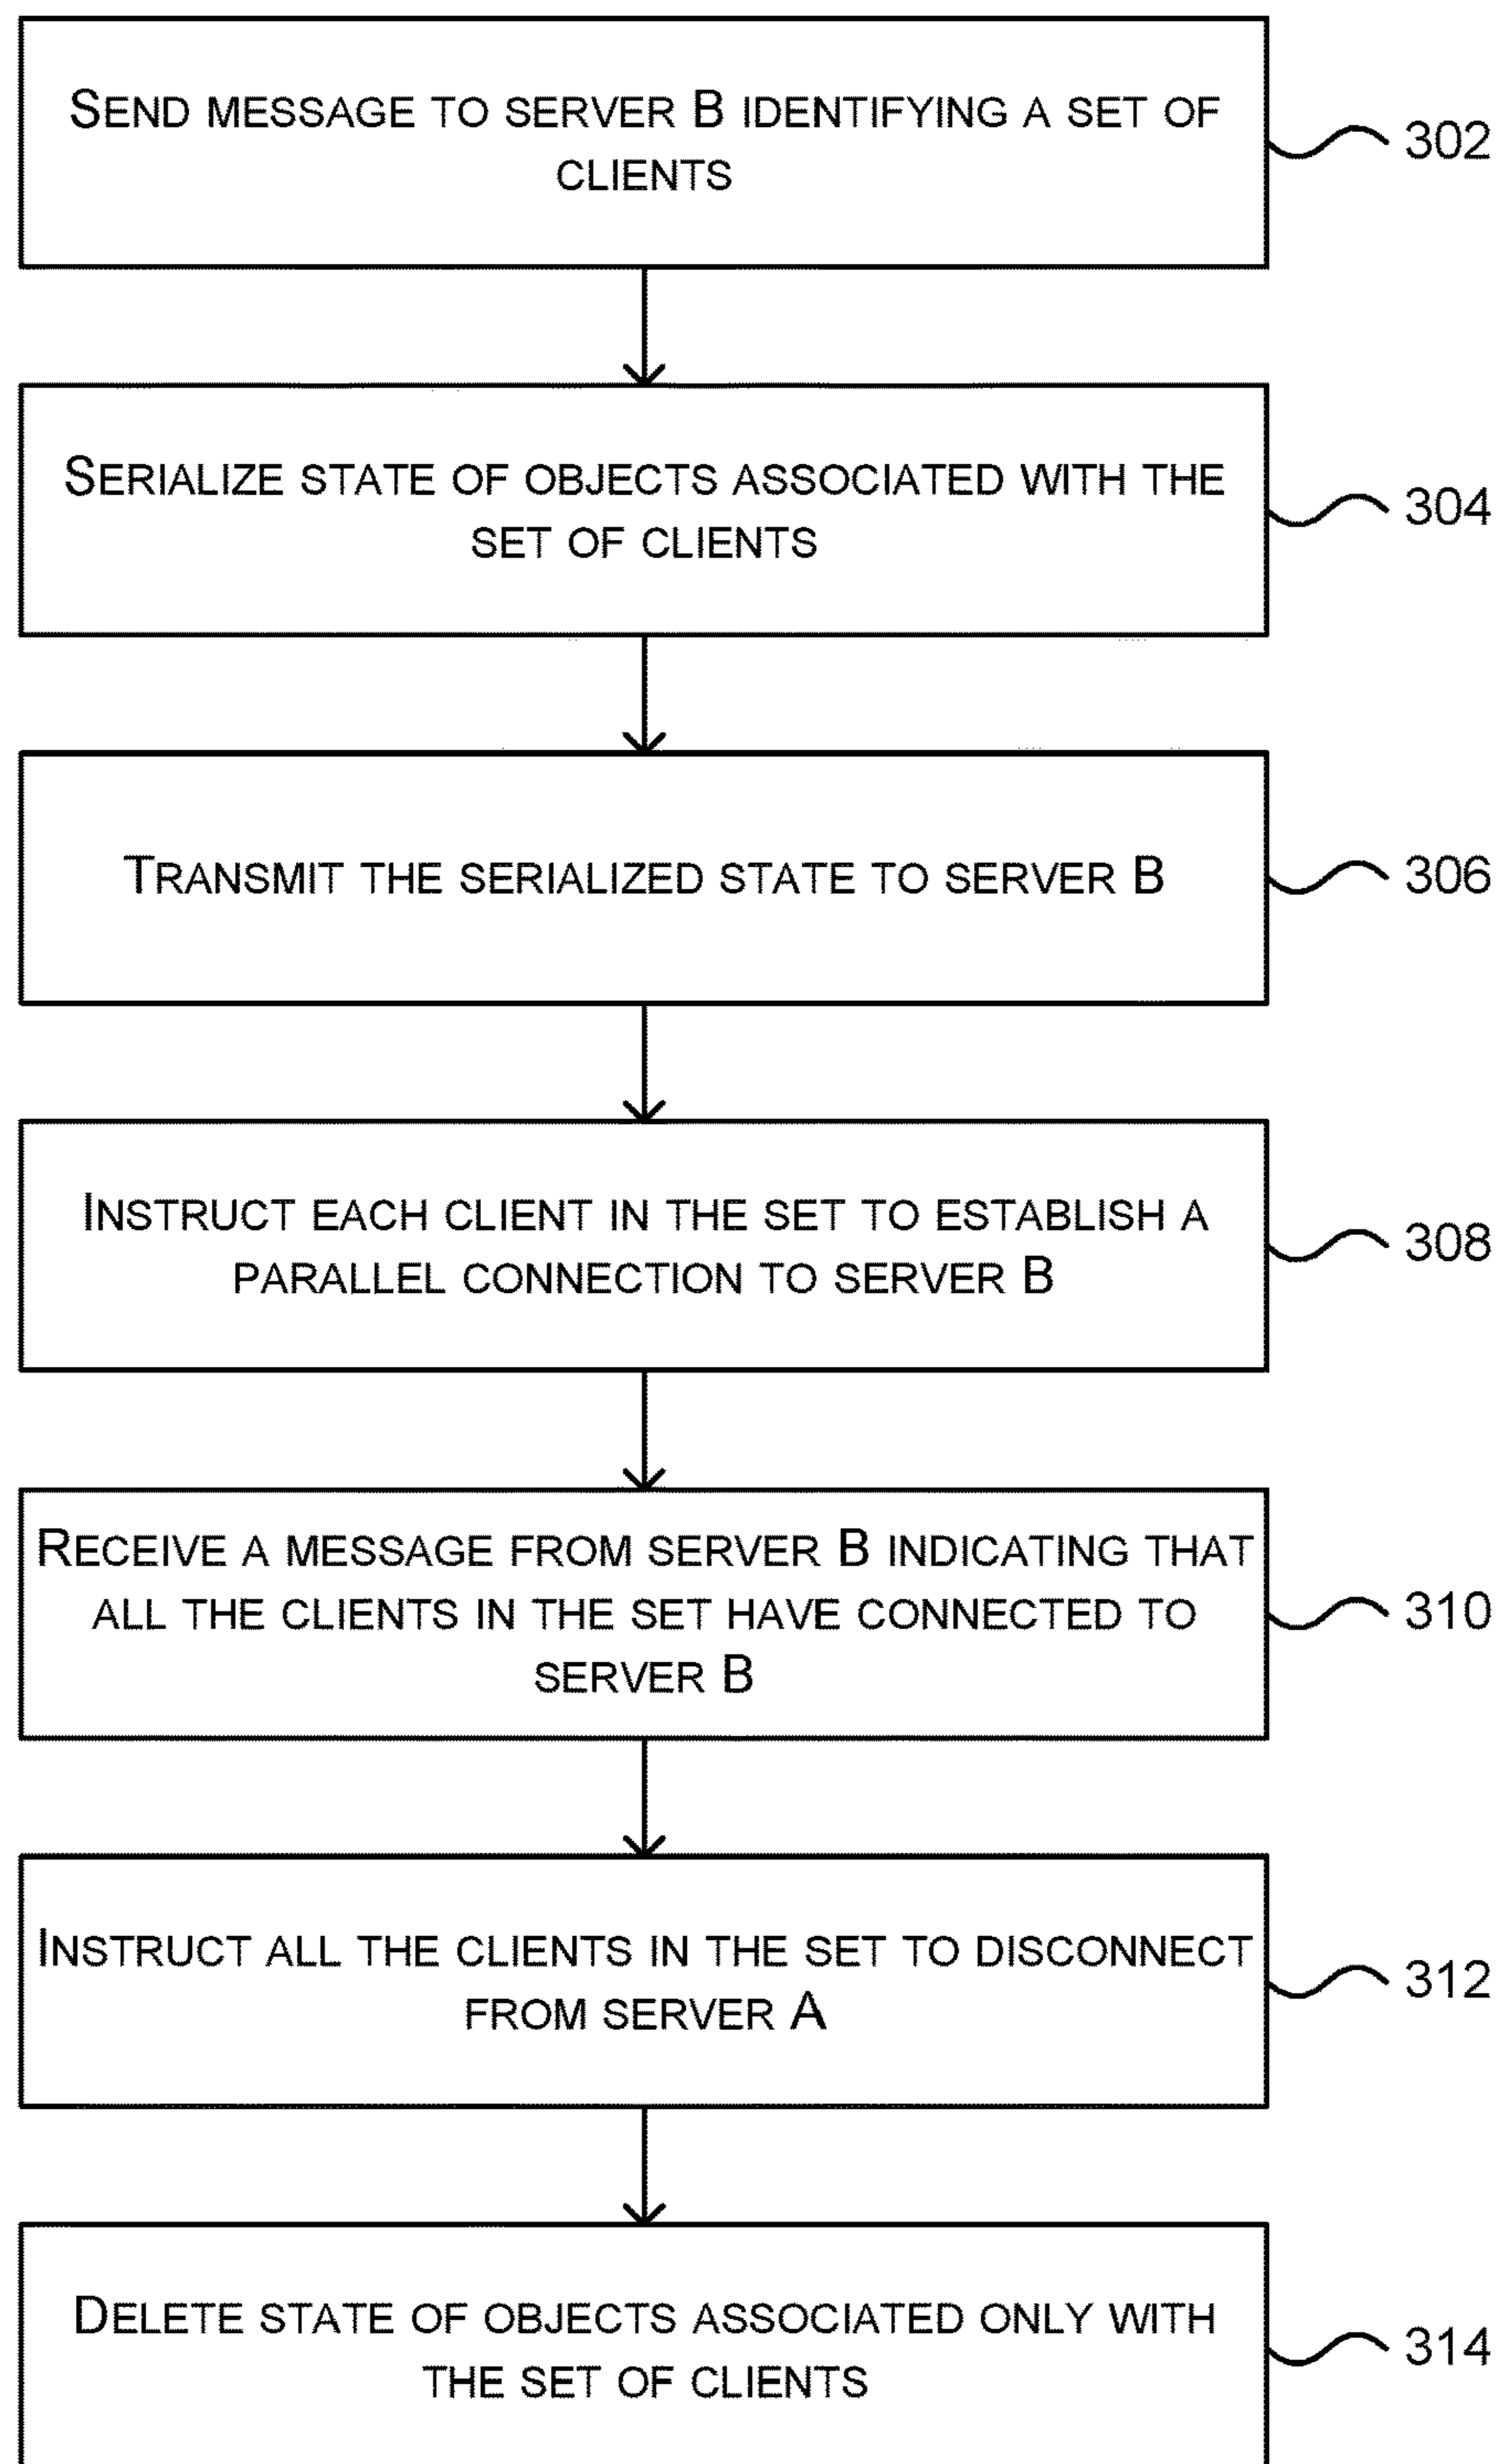 SEND MESSAGE TO SERVER B IDENTIFYING A SET OF
CLIENTS
302
SERIALIZE STATE OF OBJECTS ASSOCIATED WITH THE
SET OF CLIENTS
304
TRANSMIT THE SERIALIZED STATE TO SERVER B
306
INSTRUCT EACH CLIENT IN THE SET TO ESTABLISH A
PARALLEL CONNECTION TO SERVER B
308
RECEIVE A MESSAGE FROM SERVER B INDICATING THAT
ALL THE CLIENTS IN THE SET HAVE CONNECTED TO
SERVER B
310
INSTRUCT ALL THE CLIENTS IN THE SET TO DISCONNECT
FROM SERVER A
312
DELETE STATE OF OBJECTS ASSOCIATED ONLY WITH
THE SET OF CLIENTS
314